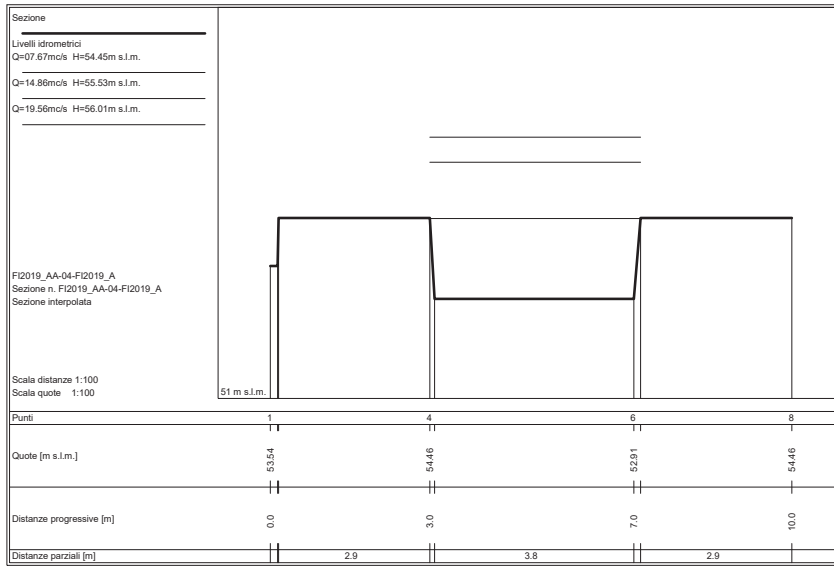 Sezione
Livelli idrometrici
Q=07.67mc/s H=54.45m s.l.m.
Q=14.86mc/s H=55.53m s.l.m.
Q=19.56mc/s H=56.01m s.l.m.
FI2019_AA-04-FI2019_A
Sezione n. FI2019_AA-04-FI2019_A
Sezione interpolata
Scala distanze 1:100
Scala quote 1:100
51 m s.l.m.
Punti 1 4 6 8
Quote [m s.l.m.] 53.54 54.46 52.91 54.46
Distanze progressive [m] 0.0 3.0 7.0 10.0
Distanze parziali [m] 2.9 3.8 2.9